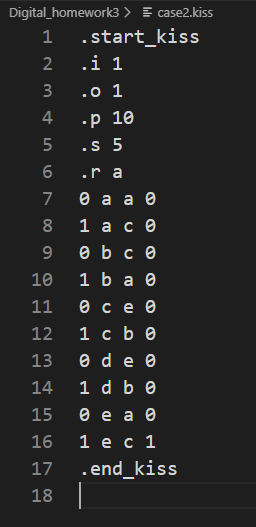 Digital_homework3 > case2.kiss
1 .start_kiss
2 .i 1
3 .o 1
4 .p 10
5 .s 5
6 .r a
7 0 a a 0
8 1 a c 0
9 0 b c 0
10 1 b a 0
11 0 c e 0
12 1 c b 0
13 0 d e 0
14 1 d b 0
15 0 e a 0
16 1 e c 1
17 .end_kiss
18